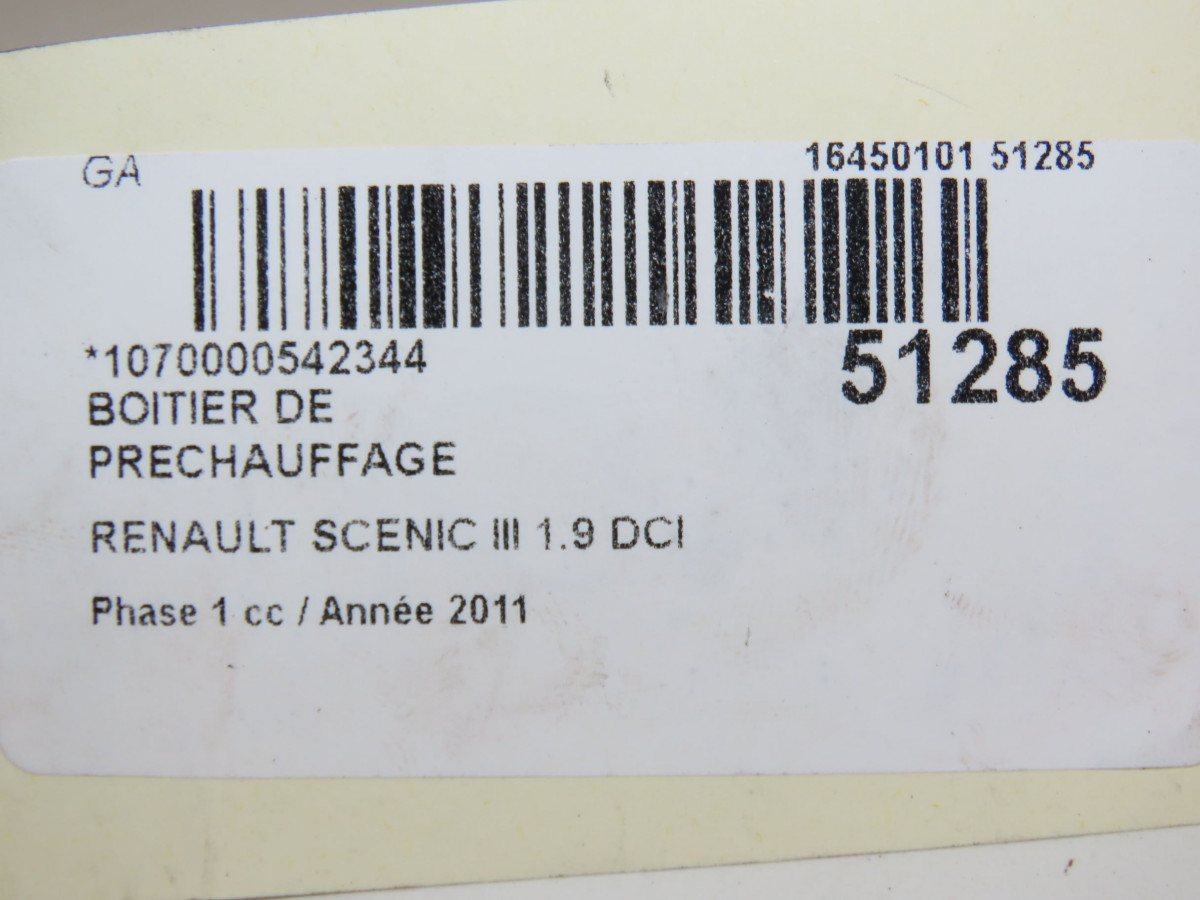 GA
16450101 51285
*1070000542344
51285
BOITIER DE
PRECHAUFFAGE
RENAULT SCENIC III 1.9 DCI
Phase 1 cc / Année 2011